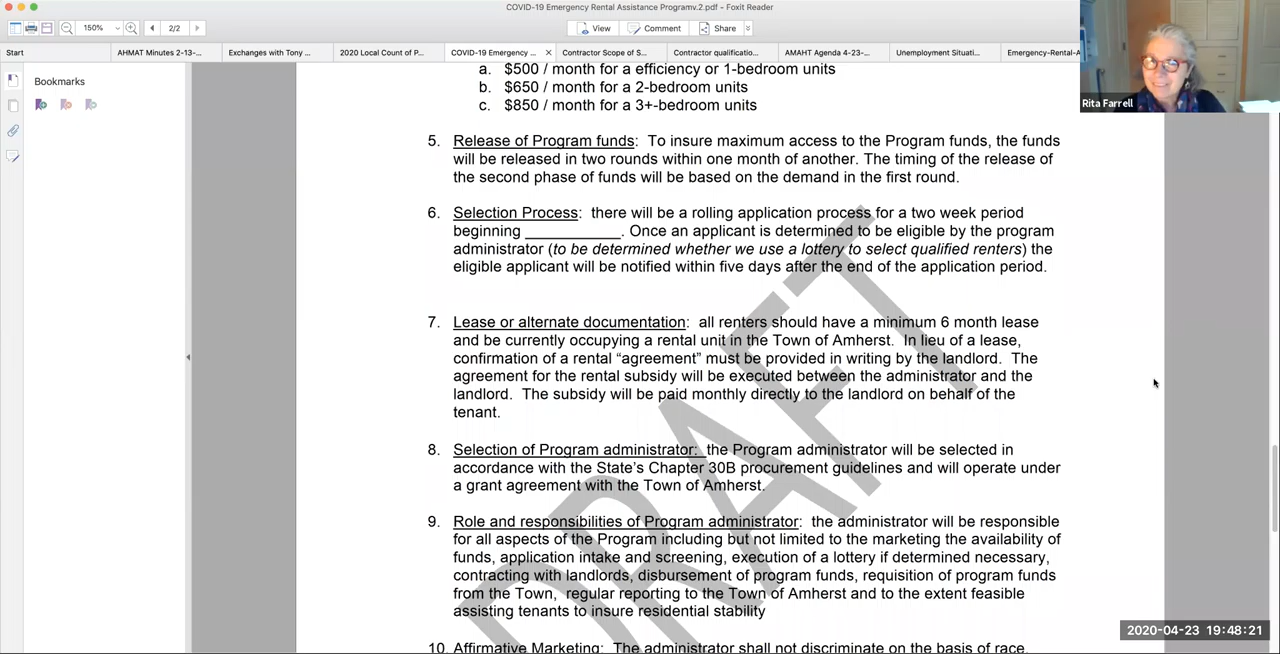 COVID-19 Emergency Rental Assistance Programv.2.pdf - Foxit Reader
150%
2/2
View
Comment
Share
Start
AHMAT Minutes 2-13-...
Exchanges with Tony ...
2020 Local Count of P...
COVID-19 Emergency ...
Contractor Scope of S...
Contractor qualificatio...
AMAHT Agenda 4-23-...
Unemployment Situati...
Emergency-Rental-A
Bookmarks
Rita Farrell
a. $500 / month for a efficiency or 1-bedroom units
b. $650 / month for a 2-bedroom units
c. $850 / month for a 3+-bedroom units
5. Release of Program funds: To insure maximum access to the Program funds, the funds
will be released in two rounds within one month of another. The timing of the release of
the second phase of funds will be based on the demand in the first round.
6. Selection Process: there will be a rolling application process for a two week period
beginning ____________. Once an applicant is determined to be eligible by the program
administrator (to be determined whether we use a lottery to select qualified renters) the
eligible applicant will be notified within five days after the end of the application period.
7. Lease or alternate documentation: all renters should have a minimum 6 month lease
and be currently occupying a rental unit in the Town of Amherst. In lieu of a lease,
confirmation of a rental “agreement” must be provided in writing by the landlord. The
agreement for the rental subsidy will be executed between the administrator and the
landlord. The subsidy will be paid monthly directly to the landlord on behalf of the
tenant.
8. Selection of Program administrator: the Program administrator will be selected in
accordance with the State’s Chapter 30B procurement guidelines and will operate under
a grant agreement with the Town of Amherst.
9. Role and responsibilities of Program administrator: the administrator will be responsible
for all aspects of the Program including but not limited to the marketing the availability of
funds, application intake and screening, execution of a lottery if determined necessary,
contracting with landlords, disbursement of program funds, requisition of program funds
from the Town, regular reporting to the Town of Amherst and to the extent feasible
assisting tenants to insure residential stability
10. Affirmative Marketing: The administrator shall not discriminate on the basis of race,
DRAFT
2020-04-23 19:48:21